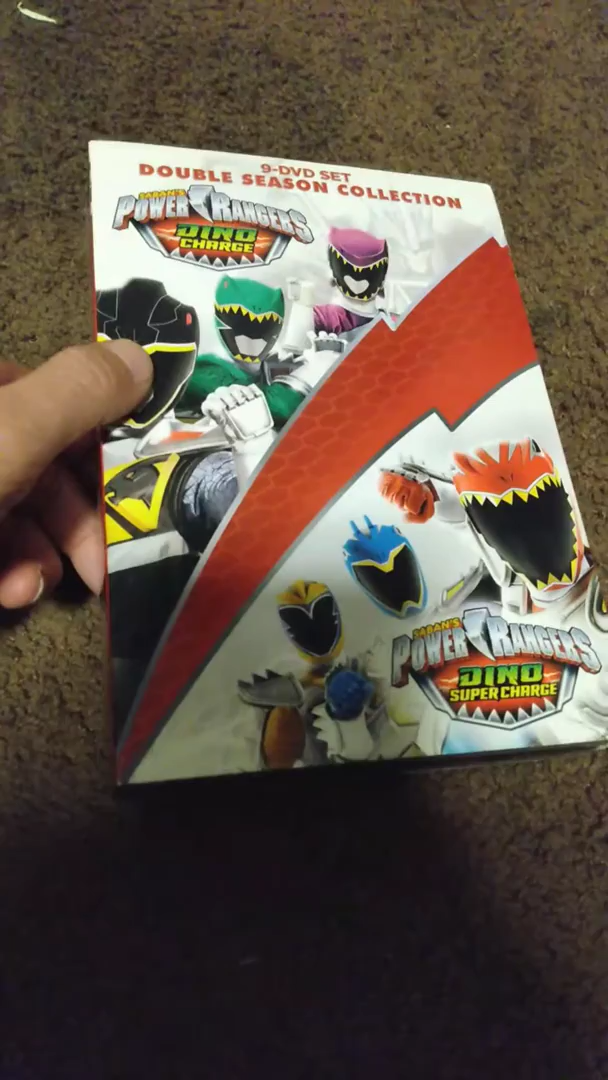 9-DVD SET
DOUBLE SEASON COLLECTION
SABAN'S
POWER RANGERS
DINO
CHARGE
SABAN'S
POWER RANGERS
DINO
SUPER CHARGE